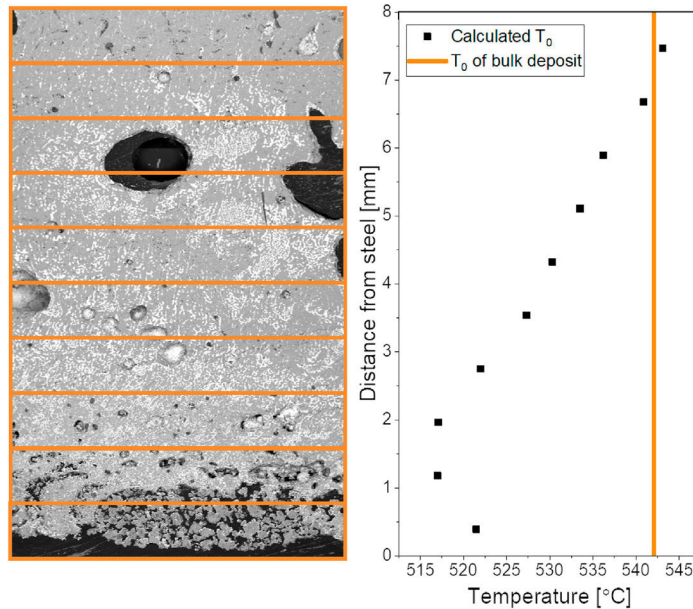 Calculated T₀
T₀ of bulk deposit
8
7
6
5
4
3
2
1
0
Distance from steel [mm]
515 520 525 530 535 540 545
Temperature [°C]